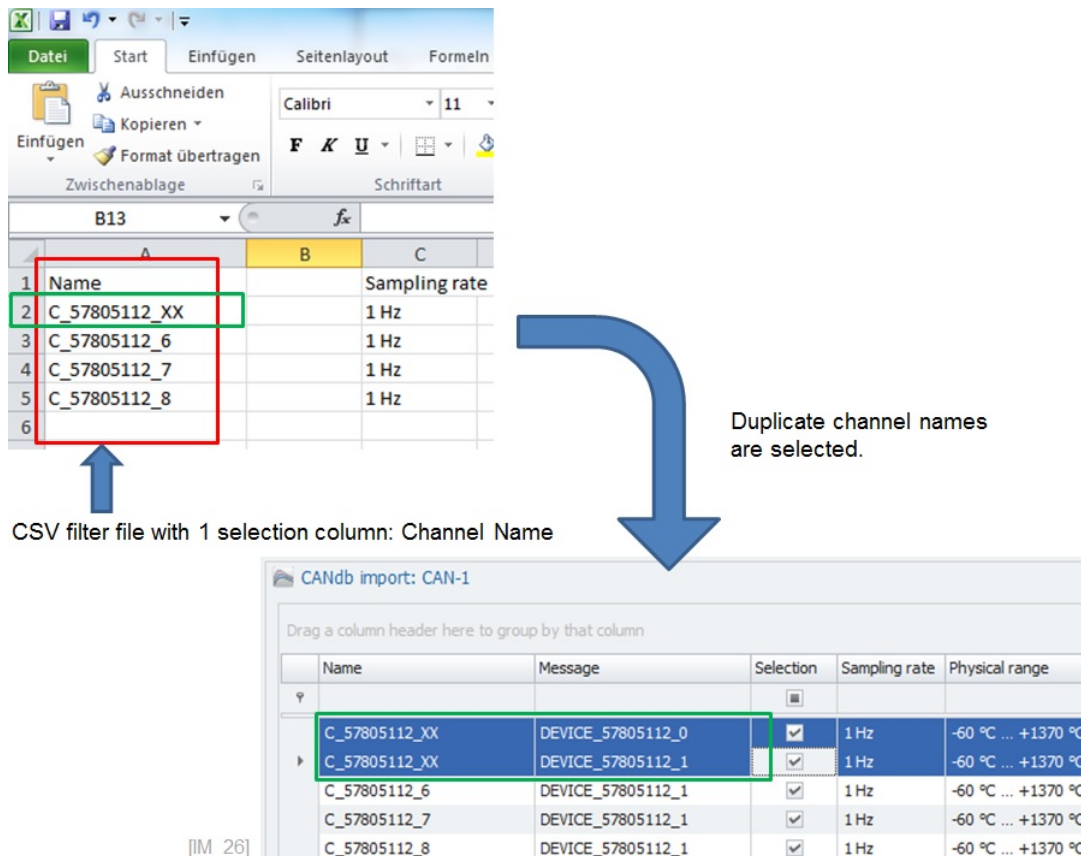 Datei Start Einfügen Seitenlayout Formeln
Ausschneiden
Kopieren
Einfügen
Format übertragen
Zwischenablage
Calibri 11
F K U
Schriftart
B13 fx
A B C
1 Name Sampling rate
2 C_57805112_XX 1 Hz
3 C_57805112_6 1 Hz
4 C_57805112_7 1 Hz
5 C_57805112_8 1 Hz
6
Duplicate channel names
are selected.
CSV filter file with 1 selection column: Channel Name
CANdb import: CAN-1
Drag a column header here to group by that column
Name Message Selection Sampling rate Physical range
C_57805112_XX DEVICE_57805112_0 1 Hz -60 °C ... +1370 °C
C_57805112_XX DEVICE_57805112_1 1 Hz -60 °C ... +1370 °C
C_57805112_6 DEVICE_57805112_1 1 Hz -60 °C ... +1370 °C
C_57805112_7 DEVICE_57805112_1 1 Hz -60 °C ... +1370 °C
[IM_26] C_57805112_8 DEVICE_57805112_1 1 Hz -60 °C ... +1370 °C